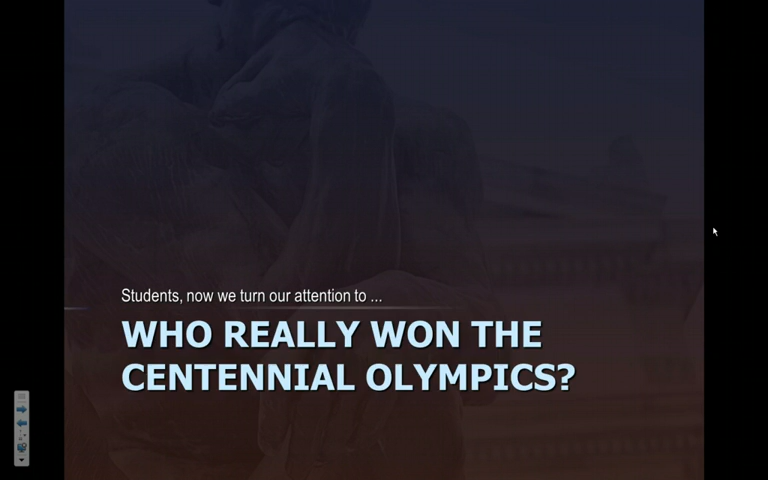 Students, now we turn our attention to ...
WHO REALLY WON THE
CENTENNIAL OLYMPICS?